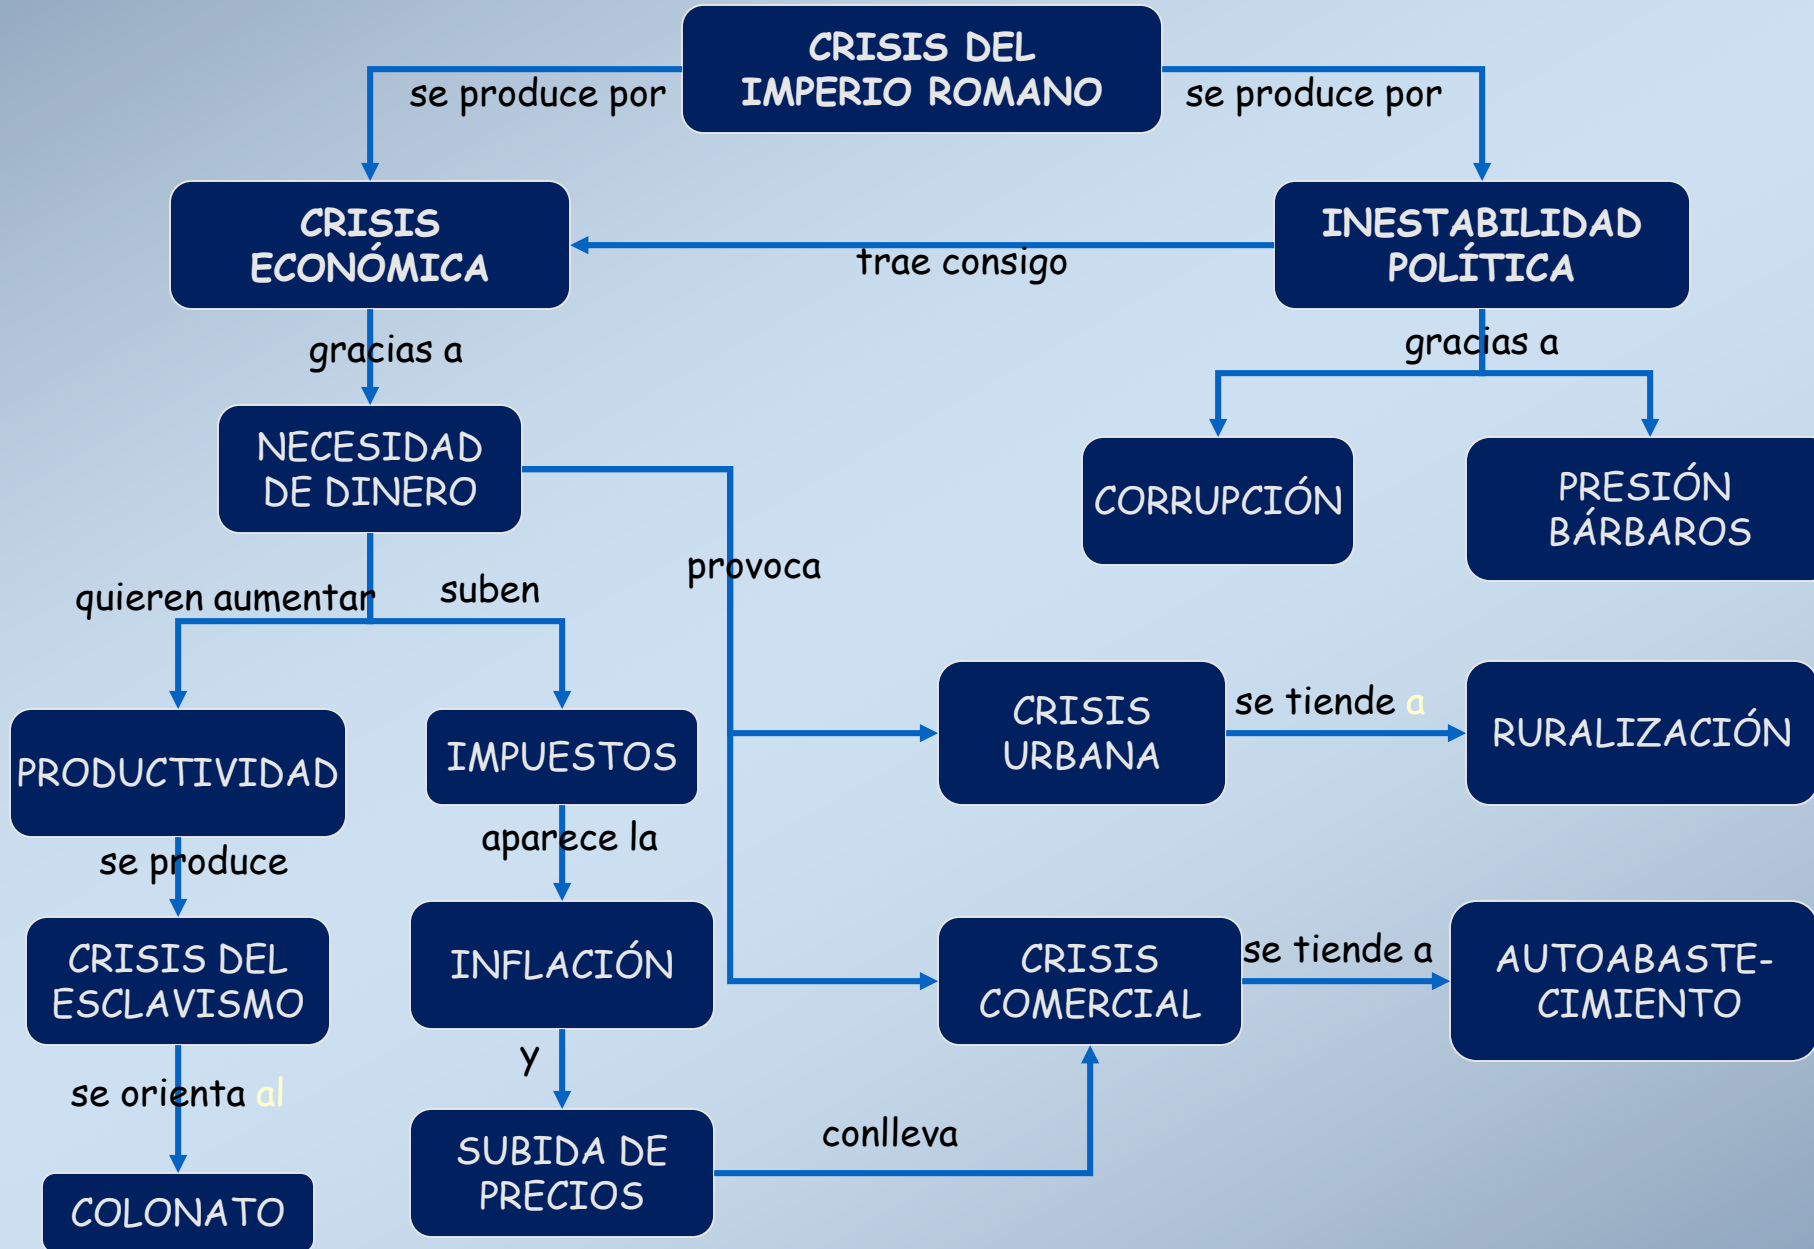 CRISIS DEL
IMPERIO ROMANO
se produce por
se produce por
CRISIS
ECONÓMICA
INESTABILIDAD
POLÍTICA
trae consigo
gracias a
gracias a
NECESIDAD
DE DINERO
CORRUPCIÓN
PRESIÓN
BÁRBAROS
provoca
quieren aumentar
suben
PRODUCTIVIDAD
IMPUESTOS
CRISIS
URBANA
se tiende a
RURALIZACIÓN
se produce
aparece la
CRISIS DEL
ESCLAVISMO
INFLACIÓN
CRISIS
COMERCIAL
se tiende a
AUTOABASTE-
CIMIENTO
se orienta al
y
COLONATO
SUBIDA DE
PRECIOS
conlleva